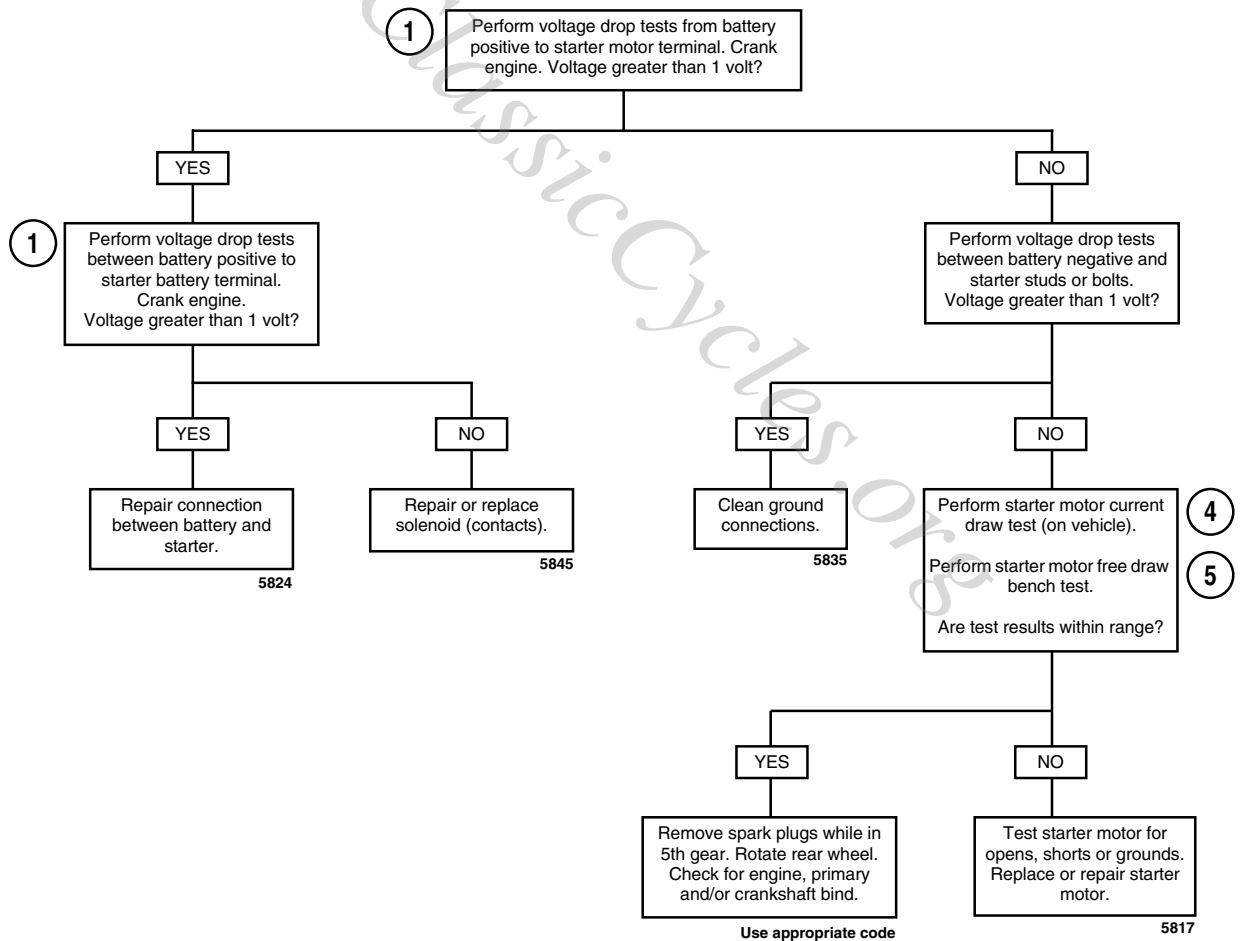 1
Perform voltage drop tests from battery
positive to starter motor terminal. Crank
engine. Voltage greater than 1 volt?
YES
NO
1
Perform voltage drop tests
between battery positive to
starter battery terminal.
Crank engine.
Voltage greater than 1 volt?
Perform voltage drop tests
between battery negative and
starter studs or bolts.
Voltage greater than 1 volt?
YES
NO
YES
NO
Repair connection
between battery and
starter.
5824
Repair or replace
solenoid (contacts).
5845
Clean ground
connections.
5835
Perform starter motor current
draw test (on vehicle).
4
Perform starter motor free draw
bench test.
5
Are test results within range?
YES
NO
Remove spark plugs while in
5th gear. Rotate rear wheel.
Check for engine, primary
and/or crankshaft bind.
Use appropriate code
Test starter motor for
opens, shorts or grounds.
Replace or repair starter
motor.
5817
ClassicCycles.org